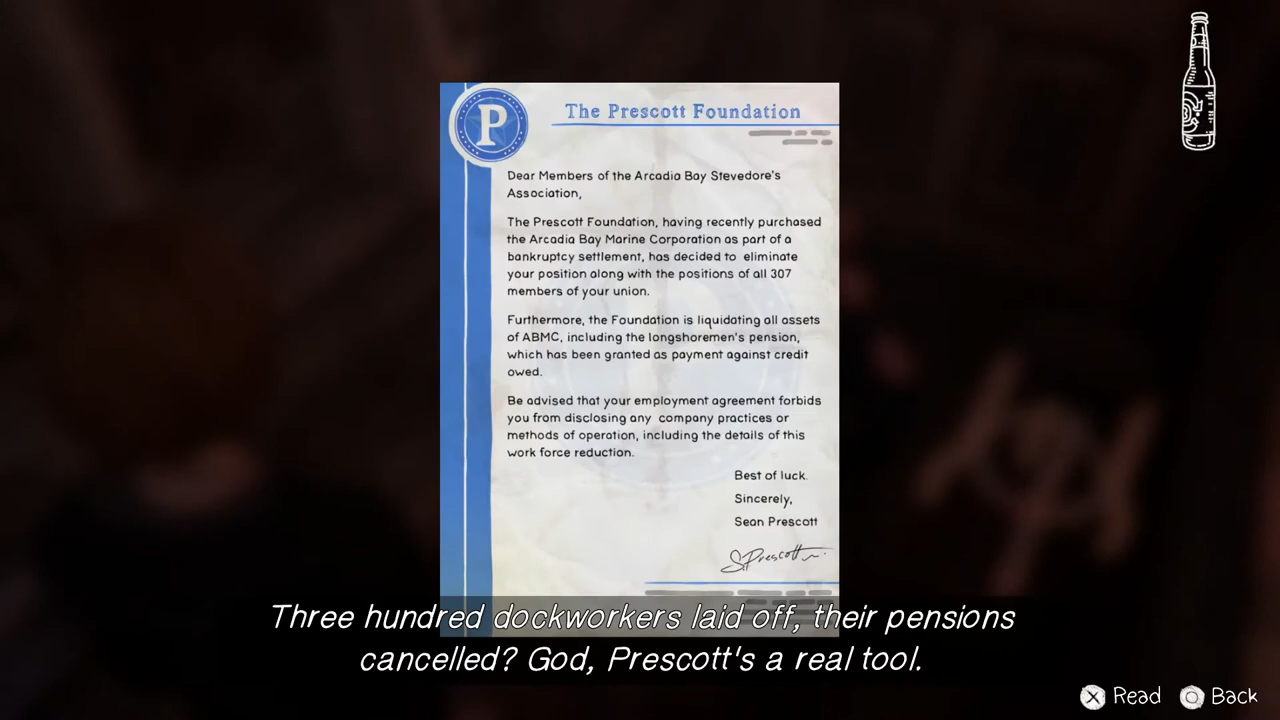 P
The Prescott Foundation
Dear Members of the Arcadia Bay Stevedore's
Association,
The Prescott Foundation, having recently purchased
the Arcadia Bay Marine Corporation as part of a
bankruptcy settlement, has decided to eliminate
your position along with the positions of all 307
members of your union.
Furthermore, the Foundation is liquidating all assets
of ABMC, including the longshoremen's pension,
which has been granted as payment against credit
owed.
Be advised that your employment agreement forbids
you from disclosing any company practices or
methods of operation, including the details of this
work force reduction.
Best of luck.
Sincerely,
Sean Prescott
S.Prescott
Three hundred dockworkers laid off, their pensions
cancelled? God, Prescott's a real tool.
X Read O Back